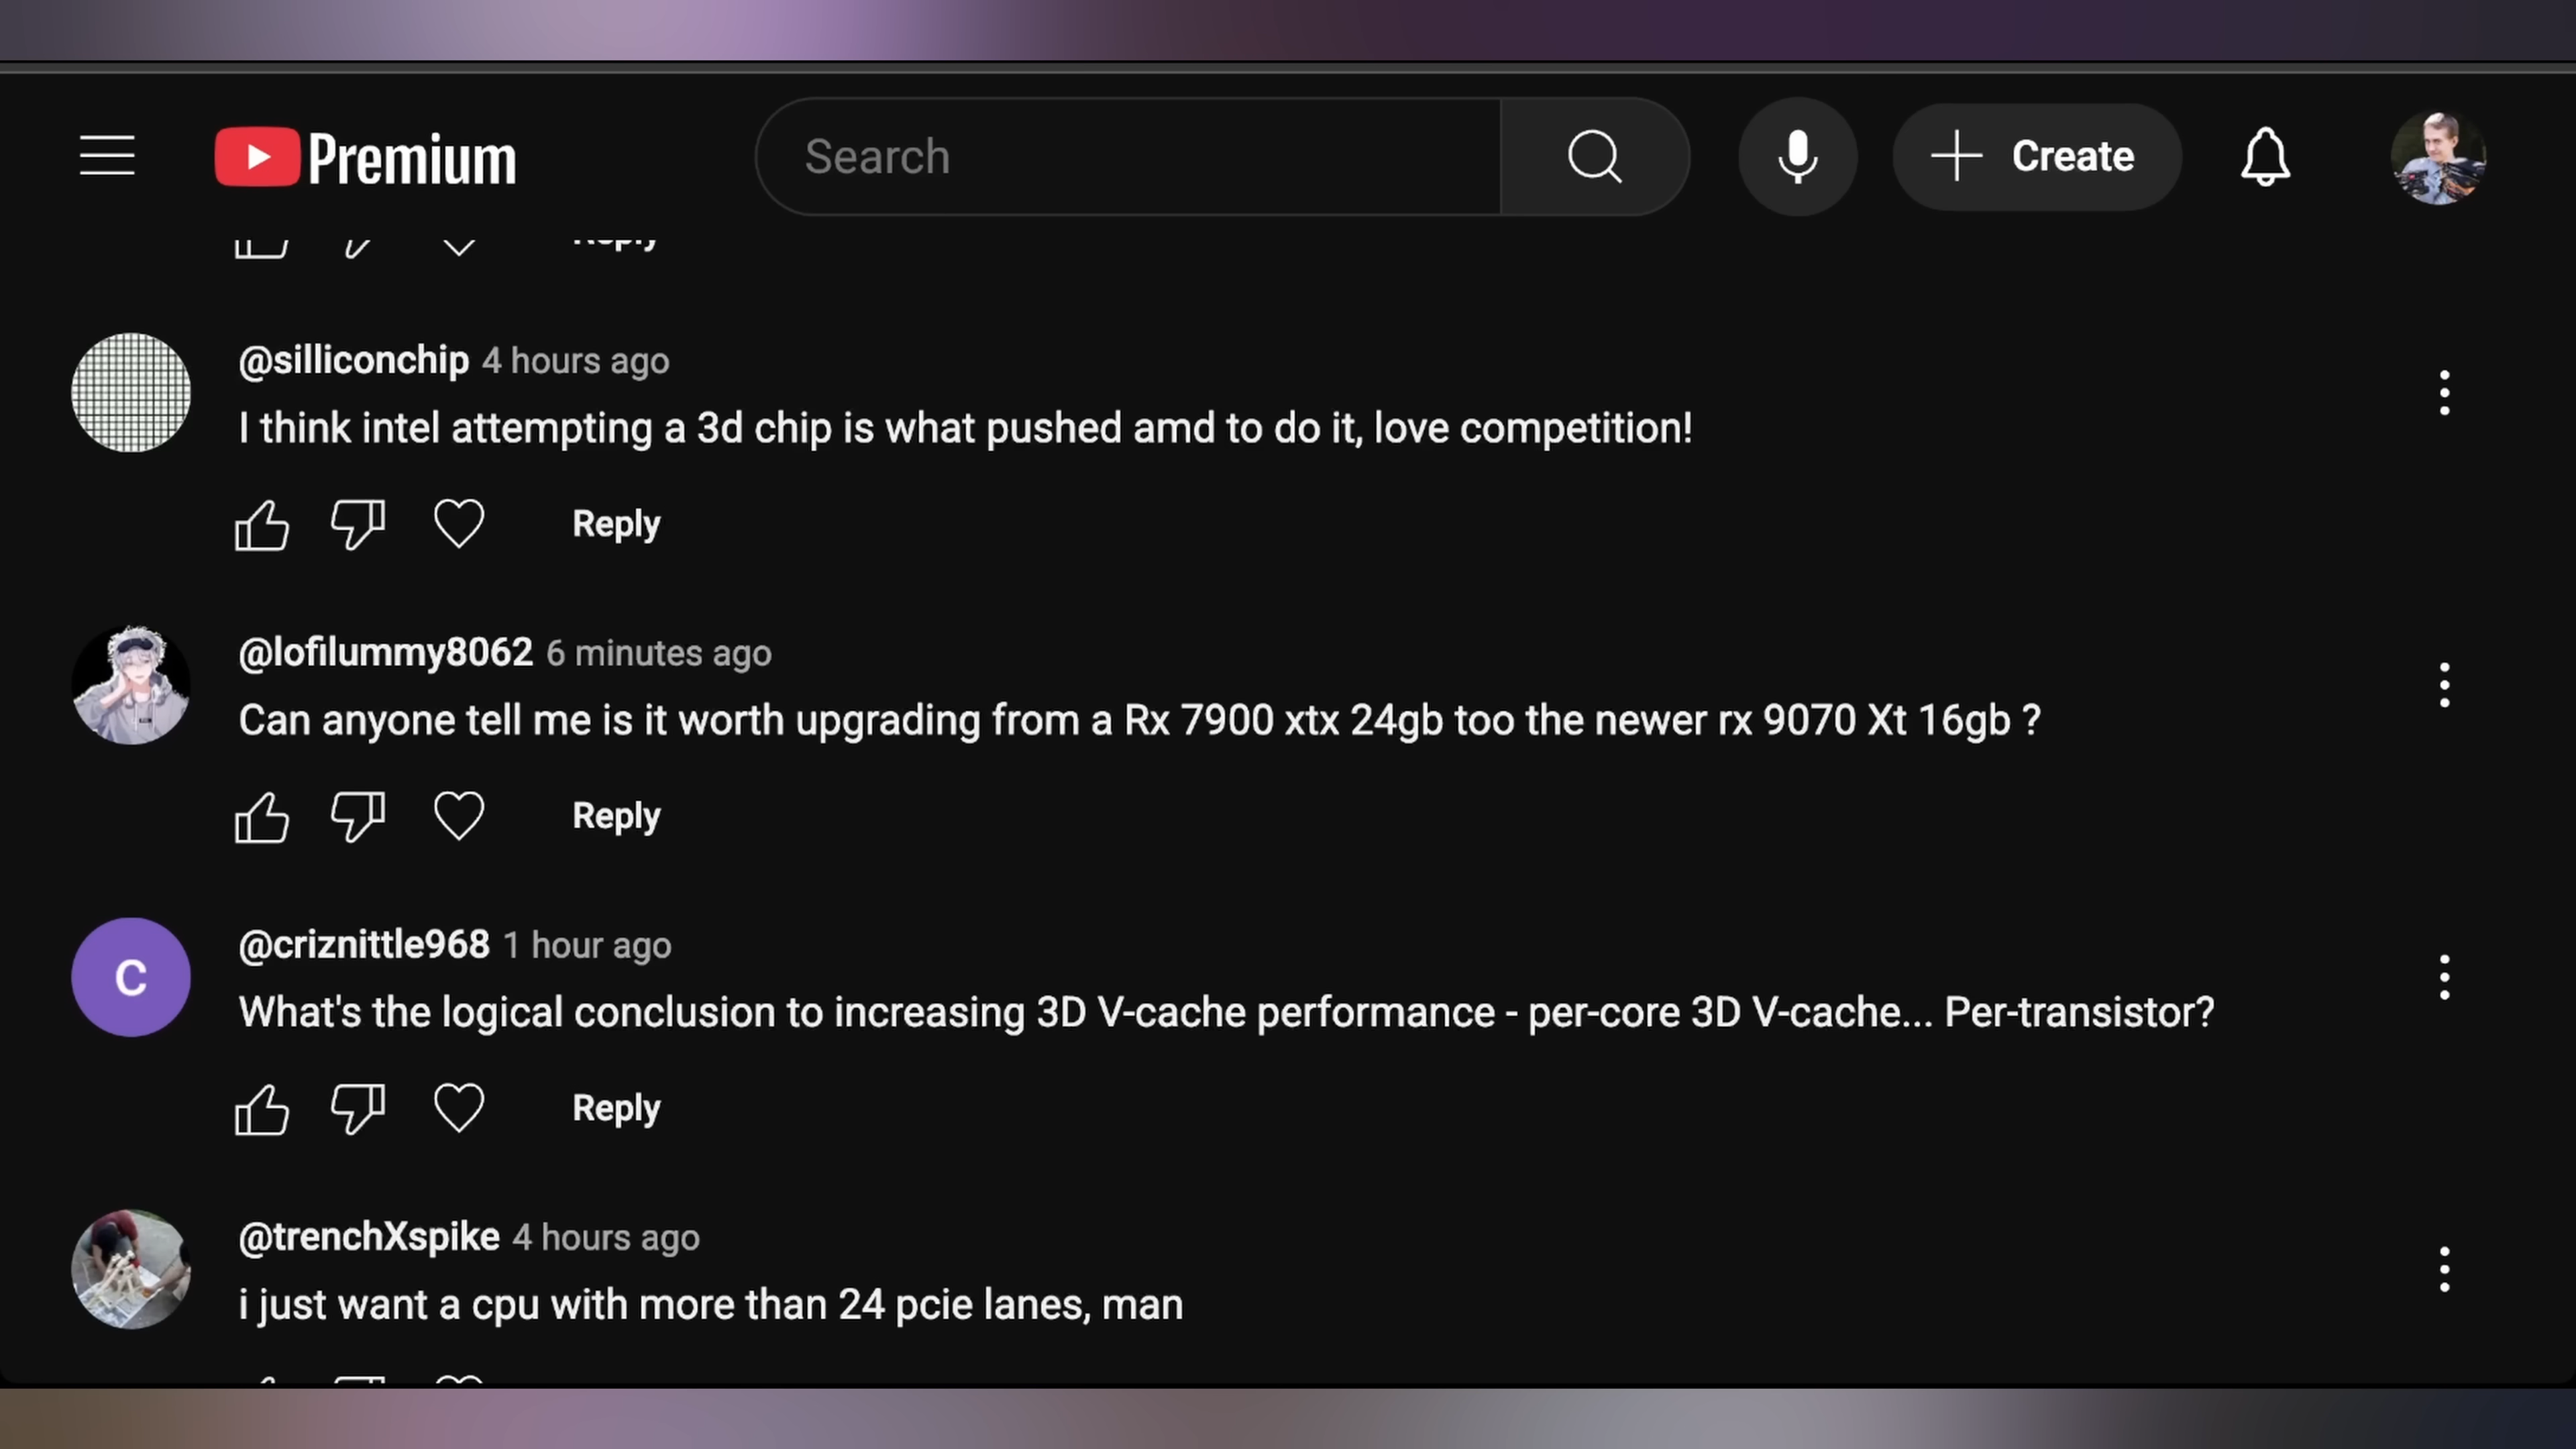 Premium
Search
Create
Reply
@silliconchip 4 hours ago
I think intel attempting a 3d chip is what pushed amd to do it, love competition!
Reply
@lofilummy8062 6 minutes ago
Can anyone tell me is it worth upgrading from a Rx 7900 xtx 24gb too the newer rx 9070 Xt 16gb ?
Reply
C
@criznittle968 1 hour ago
What's the logical conclusion to increasing 3D V-cache performance - per-core 3D V-cache... Per-transistor?
Reply
@trenchXspike 4 hours ago
i just want a cpu with more than 24 pcie lanes, man